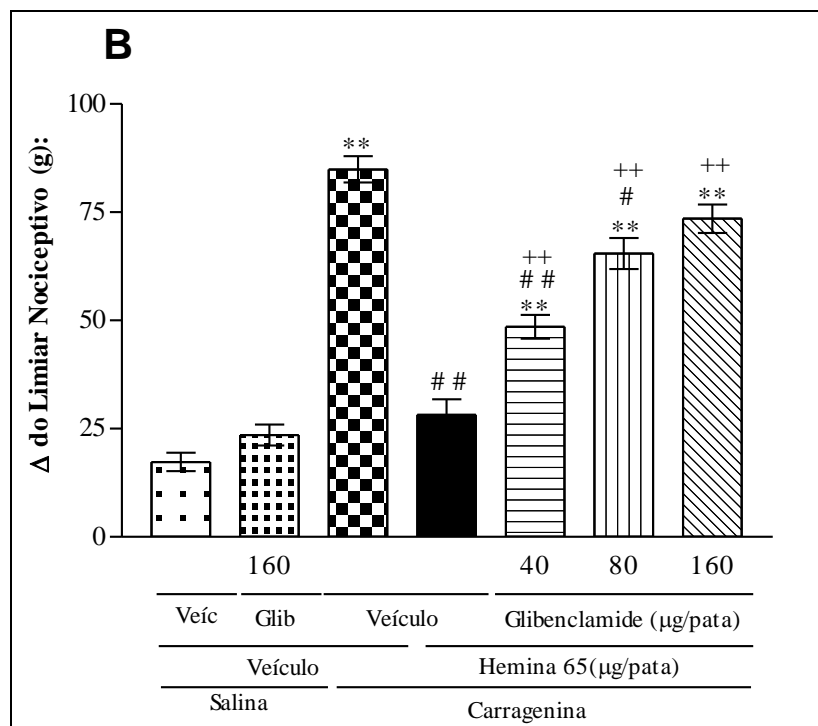 B
Δ do Limiar Nociceptivo (g):
100
75
50
25
0
**
# #
++
# #
**
++
#
**
++
**
160 40 80 160
Veíc Glib Veículo Glibenclamide (μg/pata)
Veículo Hemina 65(μg/pata)
Salina Carragenina